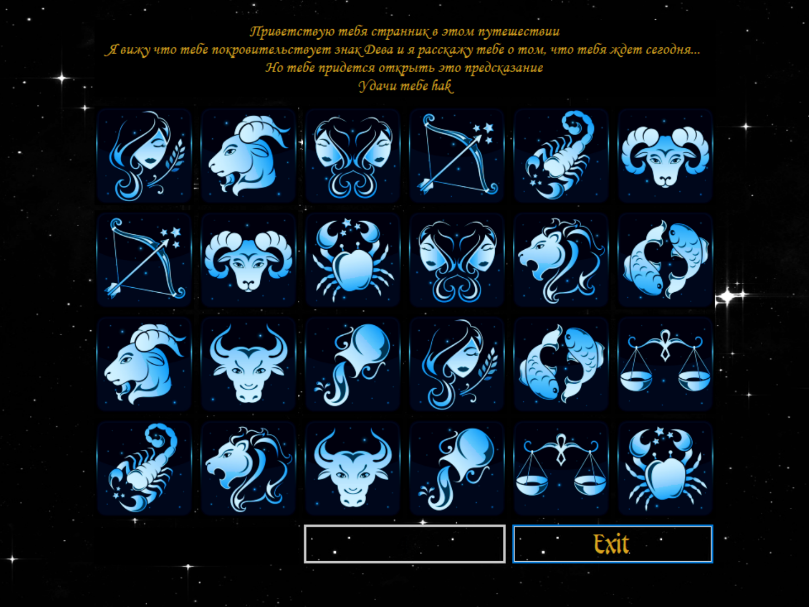 Приветствую тебя странник в этом путешествии
Я вижу что тебе покровительствует знак Дева и я расскажу тебе о том, что тебя ждет сегодня...
Но тебе придется открыть это предсказание
Удачи тебе hak
Exit